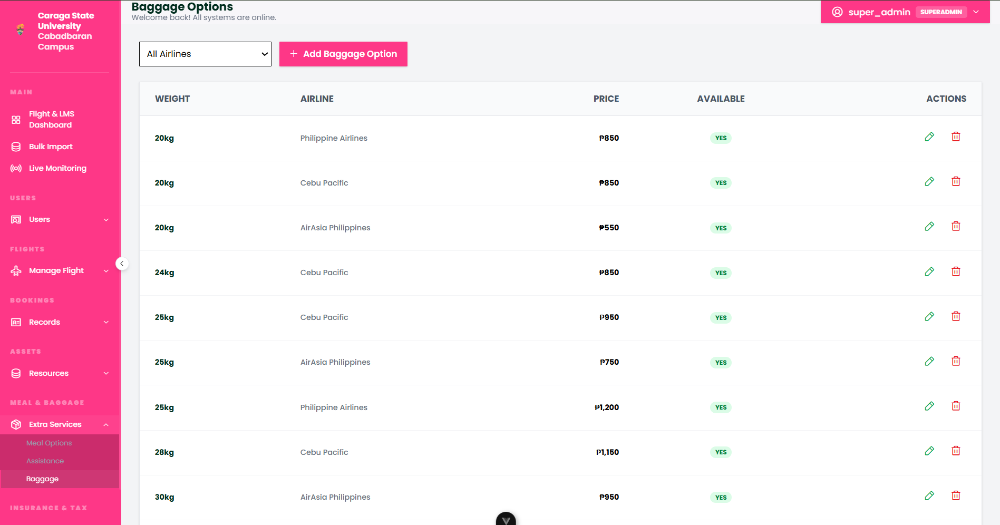 Caraga State
University
Cabadbaran
Campus
MAIN
Flight & LMS
Dashboard
Bulk Import
Live Monitoring
USERS
Users
FLIGHTS
Manage Flight
BOOKINGS
Records
ASSETS
Resources
MEAL & BAGGAGE
Extra Services
Meal Options
Assistance
Baggage
INSURANCE & TAX
Baggage Options
Welcome back! All systems are online.
super_admin SUPERADMIN
All Airlines
+ Add Baggage Option
WEIGHT AIRLINE PRICE AVAILABLE ACTIONS
20kg Philippine Airlines ₱850 YES
20kg Cebu Pacific ₱850 YES
20kg AirAsia Philippines ₱550 YES
24kg Cebu Pacific ₱850 YES
25kg Cebu Pacific ₱950 YES
25kg AirAsia Philippines ₱750 YES
25kg Philippine Airlines ₱1,200 YES
28kg Cebu Pacific ₱1,150 YES
30kg AirAsia Philippines ₱950 YES